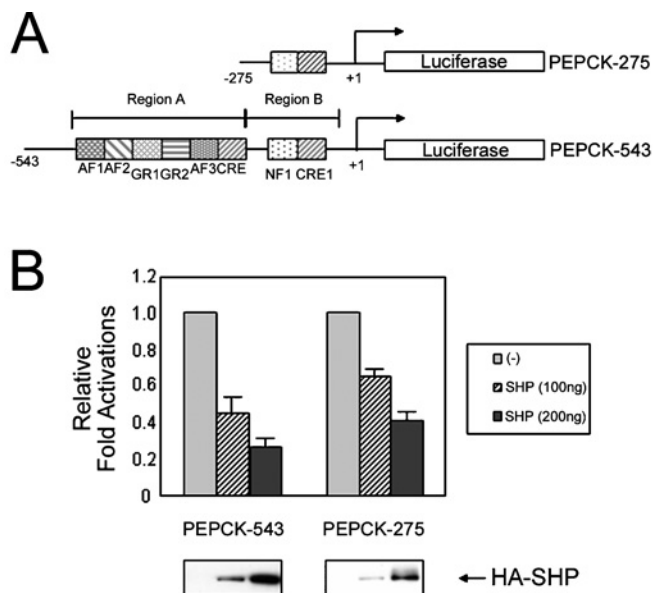 A
-275
+1
Luciferase
PEPCK-275
Region A
Region B
-543
AF1 AF2 GR1 GR2 AF3 CRE
NF1 CRE1
+1
Luciferase
PEPCK-543
B
Relative
Fold Activations
1.2
1.0
0.8
0.6
0.4
0.2
0
(-)
SHP (100ng)
SHP (200ng)
PEPCK-543
PEPCK-275
HA-SHP